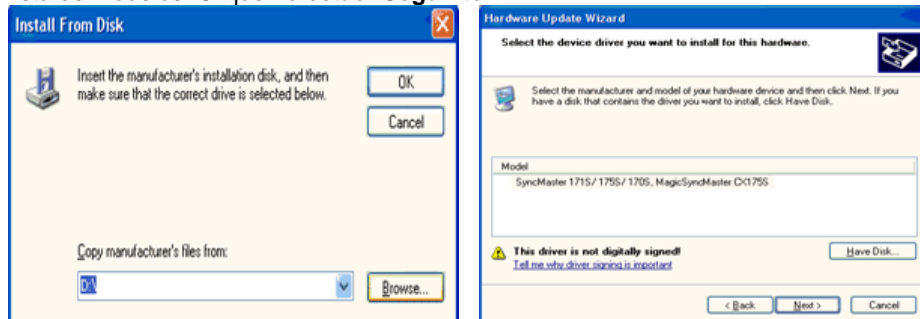 Install From Disk
Insert the manufacturer's installation disk, and then
make sure that the correct drive is selected below.
OK
Cancel
Copy manufacturer's files from:
D:\
Browse...
Hardware Update Wizard
Select the device driver you want to install for this hardware.
Select the manufacturer and model of your hardware device and then click Next. If you
have a disk that contains the driver you want to install, click Have Disk.
Model
SyncMaster 171S/ 175S/ 170S, MagicSyncMaster CX175S
This driver is not digitally signed!
Tell me why driver signing is important
Have Disk...
< Back
Next >
Cancel